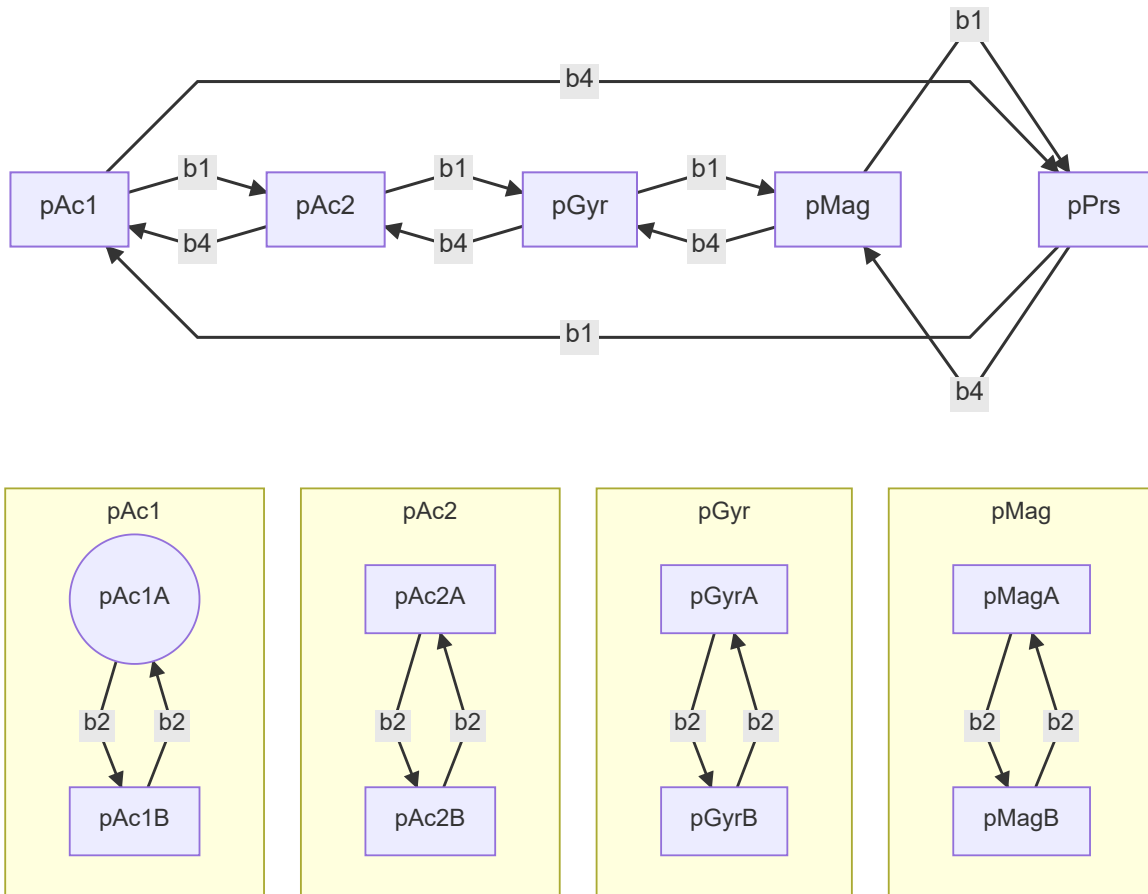 b1
b4
pAc1
b1
pAc2
b1
pGyr
b1
pMag
pPrs
b4
b4
b4
b1
b4
pAc1
pAc2
pGyr
pMag
pAc1A
pAc2A
pGyrA
pMagA
b2
b2
b2
b2
b2
b2
b2
b2
pAc1B
pAc2B
pGyrB
pMagB